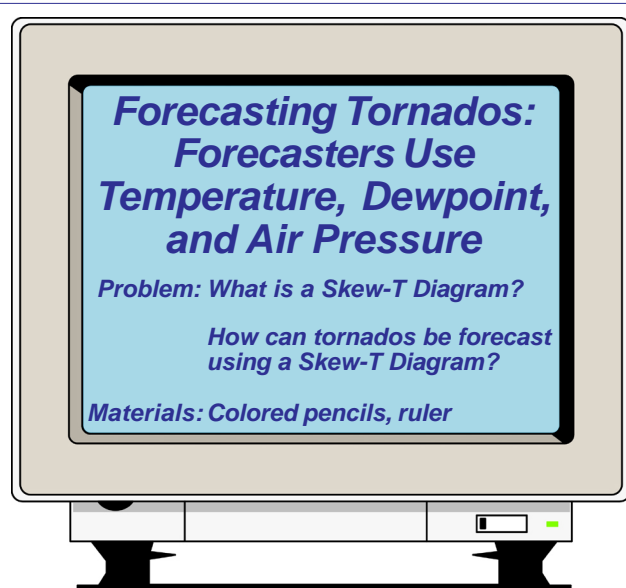 Forecasting Tornados:
Forecasters Use
Temperature, Dewpoint,
and Air Pressure
Problem: What is a Skew-T Diagram?
How can tornados be forecast
using a Skew-T Diagram?
Materials: Colored pencils, ruler